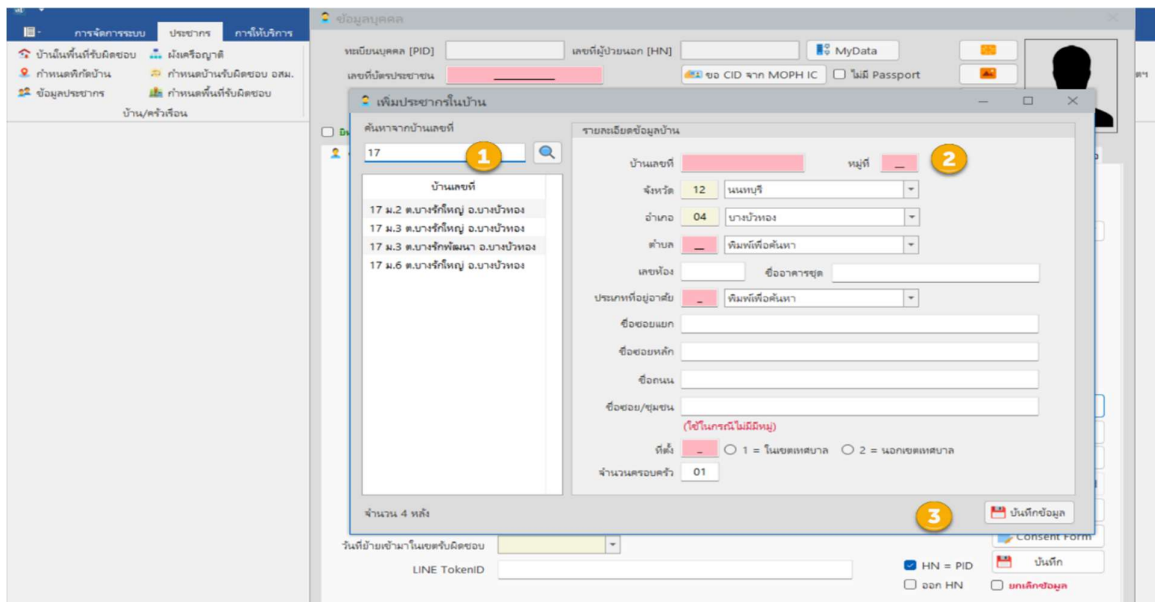 ข้อมูลบุคคล
การจัดการระบบ ประชากร การให้บริการ
บ้านในพื้นที่รับผิดชอบ ผังเครือญาติ
กำหนดพิกัดบ้าน กำหนดบ้านรับผิดชอบ อสม.
ข้อมูลประชากร กำหนดพื้นที่รับผิดชอบ
บ้าน/ครัวเรือน
ทะเบียนบุคคล [PID] เลขที่ผู้ป่วยนอก [HN] MyData
เลขที่บัตรประชาชน ขอ CID จาก MOPH IC ไม่มี Passport
เพิ่มประชากรในบ้าน
ค้นหาจากบ้านเลขที่
17 1
บ้านเลขที่
17 ม.2 ต.บางรักใหญ่ อ.บางบัวทอง
17 ม.3 ต.บางรักใหญ่ อ.บางบัวทอง
17 ม.3 ต.บางรักพัฒนา อ.บางบัวทอง
17 ม.6 ต.บางรักใหญ่ อ.บางบัวทอง
จำนวน 4 หลัง
รายละเอียดข้อมูลบ้าน
บ้านเลขที่ หมู่ที่ 2
จังหวัด 12 นนทบุรี
อำเภอ 04 บางบัวทอง
ตำบล พิมพ์เพื่อค้นหา
เลขห้อง ชื่ออาคารชุด
ประเภทที่อยู่อาศัย พิมพ์เพื่อค้นหา
ชื่อซอยแยก
ชื่อซอยหลัก
ชื่อถนน
ชื่อซอย/ชุมชน
(ใช้ในกรณีไม่มีมีหมู่)
ที่ตั้ง 1 = ในเขตเทศบาล 2 = นอกเขตเทศบาล
จำนวนครอบครัว 01
3 บันทึกข้อมูล
วันที่ย้ายเข้ามาในเขตรับผิดชอบ Consent Form
LINE TokenID HN = PID บันทึก
ออก HN ยกเลิกข้อมูล